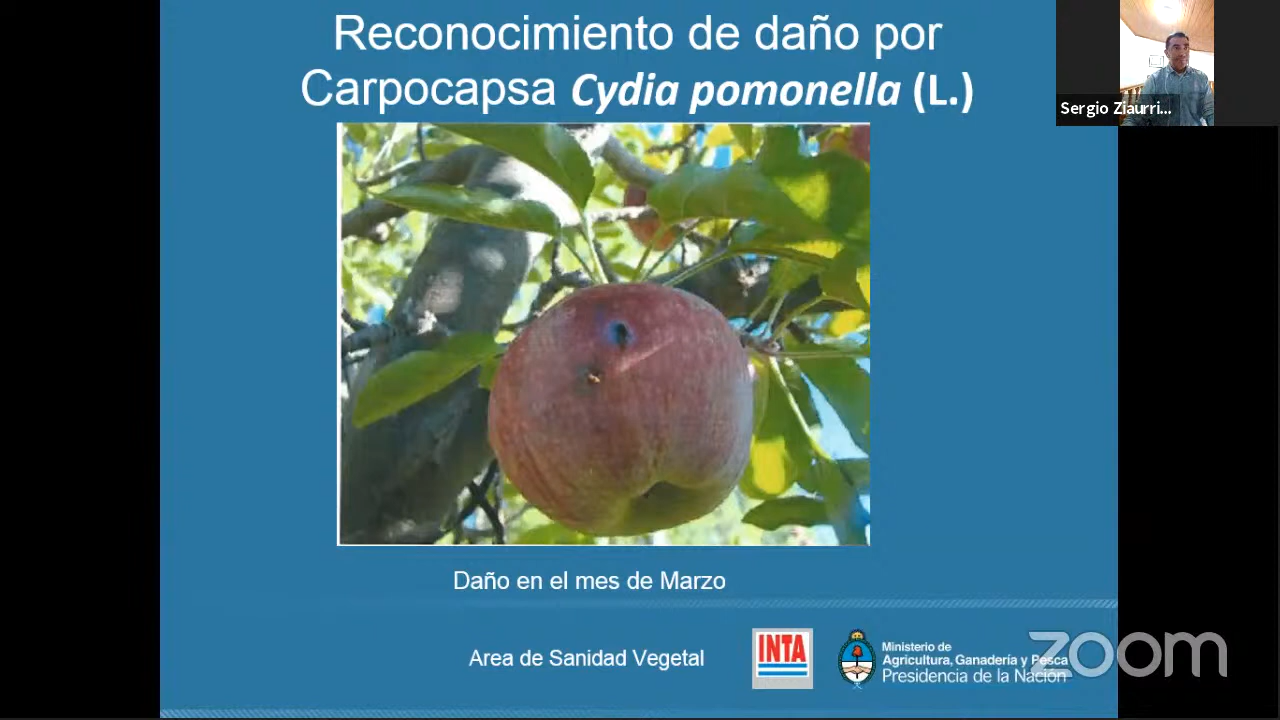 Reconocimiento de daño por
Carpocapsa Cydia pomonella (L.)
Sergio Ziaurri...
Daño en el mes de Marzo
Area de Sanidad Vegetal
INTA
Ministerio de
Agricultura, Ganadería y Pesca
Presidencia de la Nación
zoom